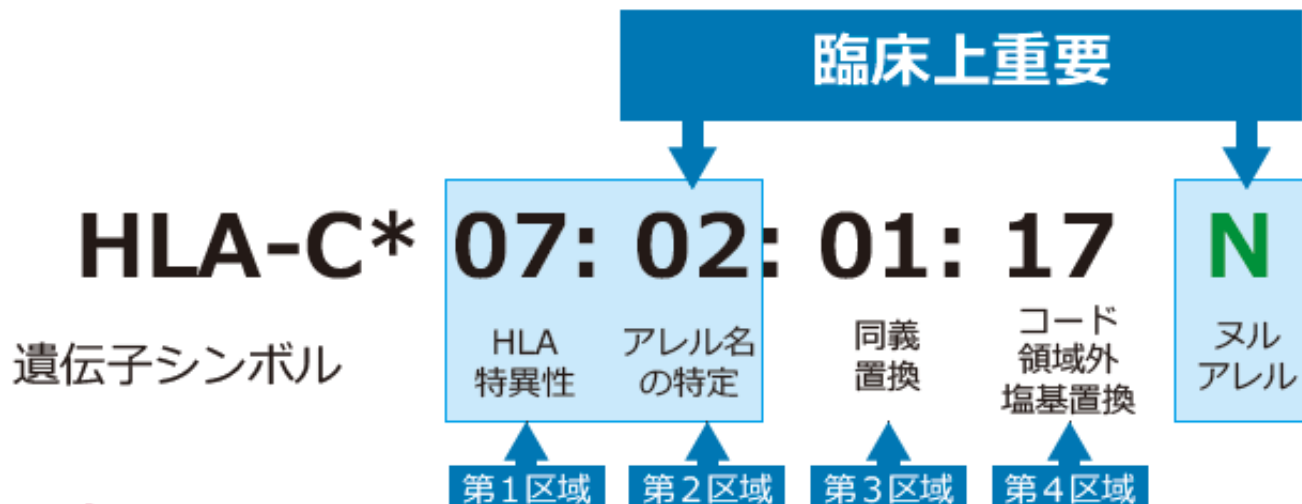 臨床上重要
HLA-C* 07: 02: 01: 17 N
遺伝子シンボル
HLA
特異性
アレル名
の特定
同義
置換
コード
領域外
塩基置換
ヌル
アレル
第1区域 第2区域 第3区域 第4区域